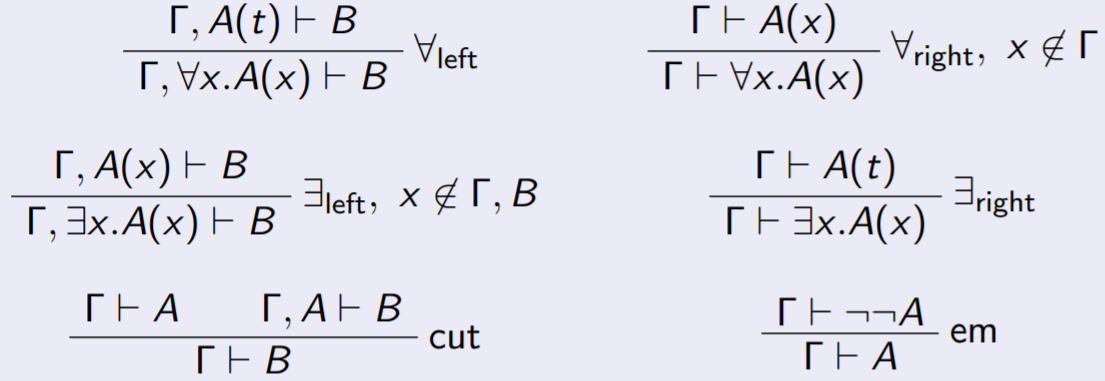 Γ, A(t) ⊢ B
Γ, ∀x.A(x) ⊢ B
∀left
Γ ⊢ A(x)
Γ ⊢ ∀x.A(x)
∀right, x ∉ Γ
Γ, A(x) ⊢ B
Γ, ∃x.A(x) ⊢ B
∃left, x ∉ Γ, B
Γ ⊢ A(t)
Γ ⊢ ∃x.A(x)
∃right
Γ ⊢ A Γ, A ⊢ B
Γ ⊢ B
cut
Γ ⊢ ¬¬A
Γ ⊢ A
em